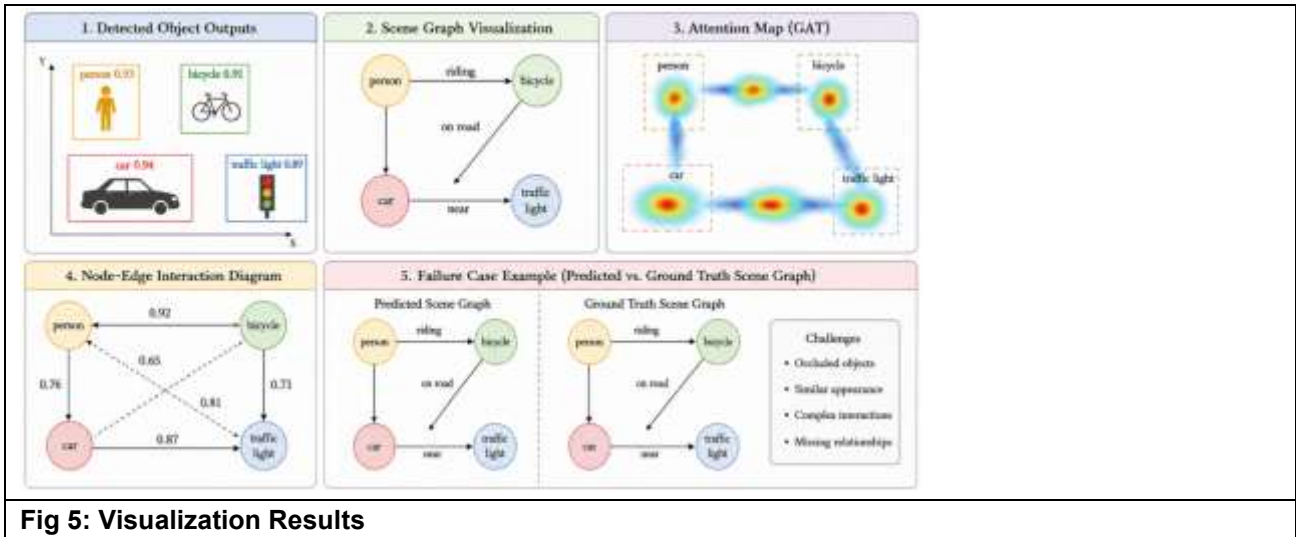 1. Detected Object Outputs
Y
person 0.93
bicycle 0.91
car 0.94
traffic light 0.89
X
2. Scene Graph Visualization
person
riding
bicycle
on road
car
near
traffic
light
3. Attention Map (GAT)
person
bicycle
car
traffic light
4. Node-Edge Interaction Diagram
person
0.92
bicycle
0.65
0.76
0.81
0.71
car
0.87
traffic
light
5. Failure Case Example (Predicted vs. Ground Truth Scene Graph)
Predicted Scene Graph
person
riding
bicycle
on road
car
near
traffic
light
Ground Truth Scene Graph
person
riding
bicycle
on road
car
near
traffic
light
Challenges
• Occluded objects
• Similar appearance
• Complex interactions
• Missing relationships
Fig 5: Visualization Results